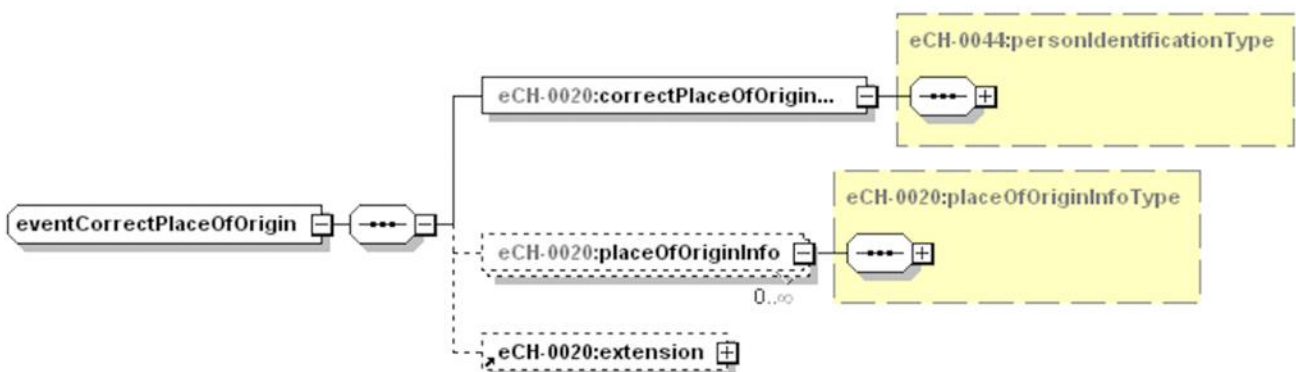 eCH-0044:personIdentificationType
eCH-0020:correctPlaceOfOrigin...
eCH-0020:placeOfOriginInfoType
eventCorrectPlaceOfOrigin
eCH-0020:placeOfOriginInfo
0..∞
eCH-0020:extension